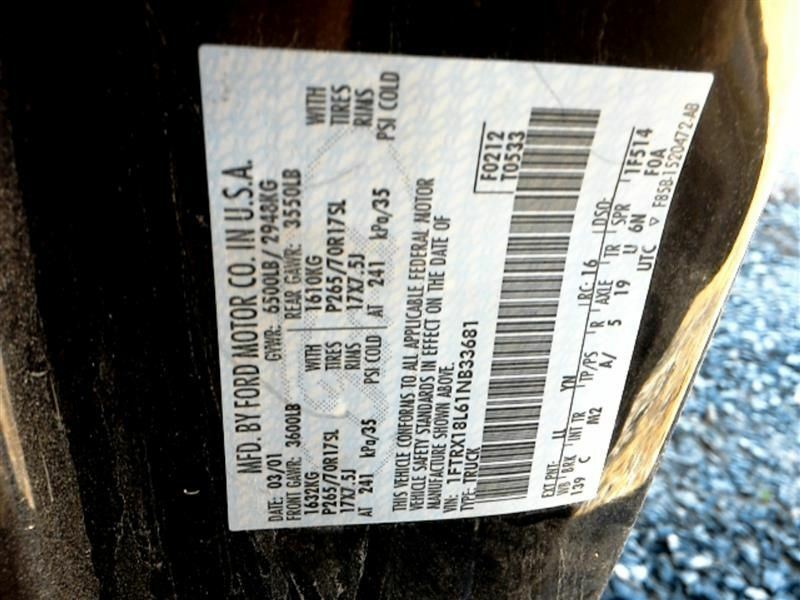 MFD. BY FORD MOTOR CO. IN U.S.A.
DATE: 03/01 GVWR: 6500LB/ 2948KG
FRONT GAWR: 3600LB REAR GAWR: 3550LB
1632KG WITH 1610KG WITH
P265/70R17SL TIRES P265/70R17SL TIRES
17X7.5J RIMS 17X7.5J RIMS
AT 241 kPa/35 PSI COLD AT 241 kPa/35 PSI COLD
THIS VEHICLE CONFORMS TO ALL APPLICABLE FEDERAL MOTOR
VEHICLE SAFETY STANDARDS IN EFFECT ON THE DATE OF
MANUFACTURE SHOWN ABOVE.
VIN: 1FTRX18L61NB33681
TYPE: TRUCK
F0212
T0533
EXT PNT: UA YN RC: 16 DSO:
WB BRK INT TR TP/PS R AXLE TR SPR 1F514
139 C M2 A/ 5 19 U 6N F0A
UTC ▽ F85B-1520472-AB